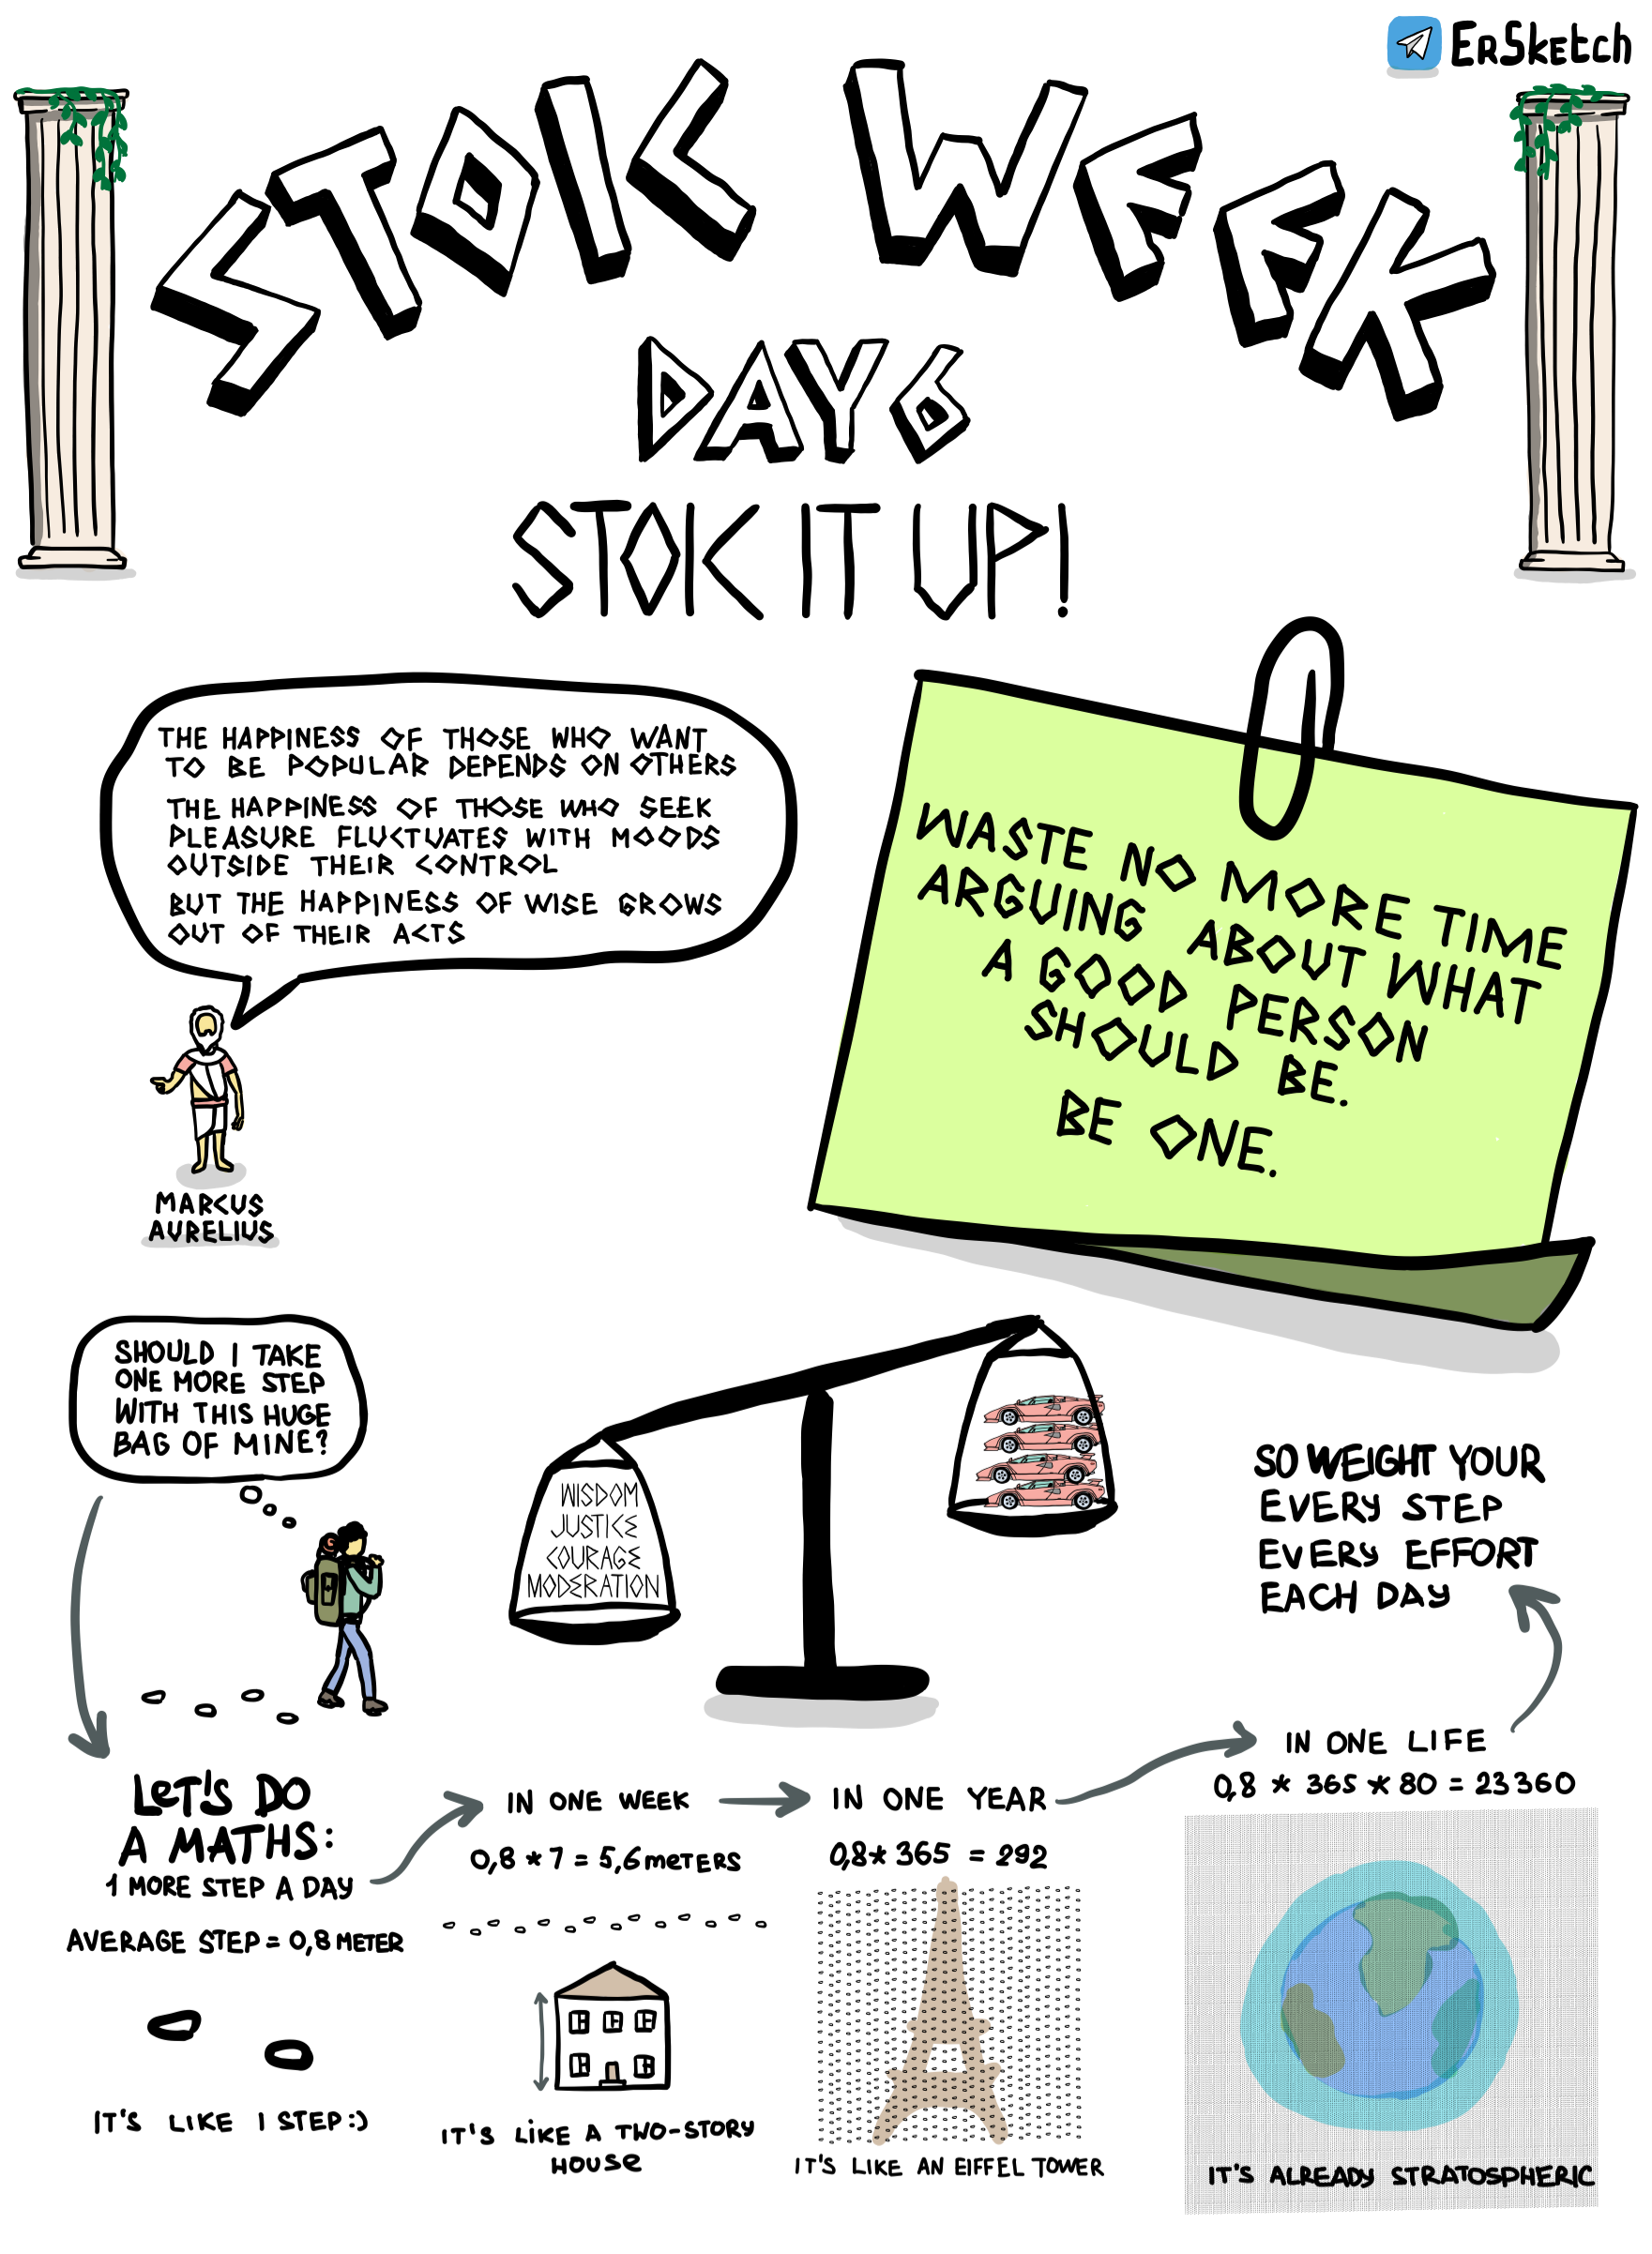 ErSketch
STOIC WEEK
DAY 6
STOIC IT UP!
THE HAPPINESS OF THOSE WHO WANT
TO BE POPULAR DEPENDS ON OTHERS
THE HAPPINESS OF THOSE WHO SEEK
PLEASURE FLUCTUATES WITH MOODS
OUTSIDE THEIR CONTROL
BUT THE HAPPINESS OF WISE GROWS
OUT OF THEIR ACTS
MARCUS
AURELIUS
WASTE NO MORE TIME
ARGUING ABOUT WHAT
A GOOD PERSON
SHOULD BE.
BE ONE.
SHOULD I TAKE
ONE MORE STEP
WITH THIS HUGE
BAG OF MINE?
WISDOM
JUSTICE
COURAGE
MODERATION
SO WEIGHT YOUR
EVERY STEP
EVERY EFFORT
EACH DAY
LET'S DO
A MATHS:
1 MORE STEP A DAY
AVERAGE STEP = 0,8 METER
IT'S LIKE 1 STEP:)
IN ONE WEEK
0,8 * 7 = 5,6 METERS
IT'S LIKE A TWO-STORY
HOUSE
IN ONE YEAR
0,8 * 365 = 292
IT'S LIKE AN EIFFEL TOWER
IN ONE LIFE
0,8 * 365 * 80 = 23360
IT'S ALREADY STRATOSPHERIC